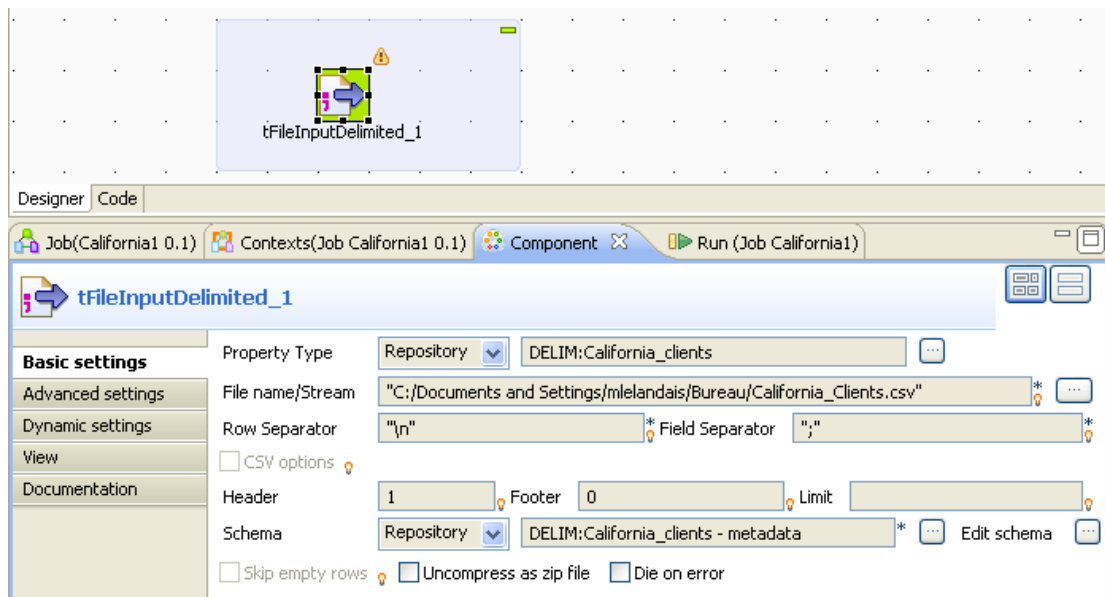 tFileInputDelimited_1
Designer Code
Job(California1 0.1) Contexts(Job California1 0.1) Component Run (Job California1)
tFileInputDelimited_1
Basic settings
Advanced settings
Dynamic settings
View
Documentation
Property Type Repository DELIM:California_clients ...
File name/Stream "C:/Documents and Settings/mlelandais/Bureau/California_Clients.csv" * ...
Row Separator "\n" * Field Separator ";" *
CSV options
Header 1 Footer 0 Limit
Schema Repository DELIM:California_clients - metadata * ... Edit schema ...
Skip empty rows Uncompress as zip file Die on error